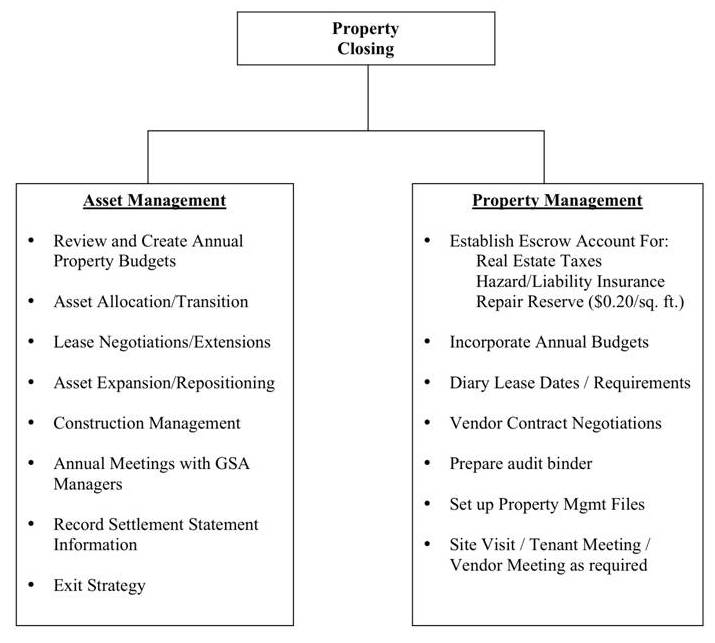 Property
Closing
Asset Management
• Review and Create Annual
Property Budgets
• Asset Allocation/Transition
• Lease Negotiations/Extensions
• Asset Expansion/Repositioning
• Construction Management
• Annual Meetings with GSA
Managers
• Record Settlement Statement
Information
• Exit Strategy
Property Management
• Establish Escrow Account For:
Real Estate Taxes
Hazard/Liability Insurance
Repair Reserve ($0.20/sq. ft.)
• Incorporate Annual Budgets
• Diary Lease Dates / Requirements
• Vendor Contract Negotiations
• Prepare audit binder
• Set up Property Mgmt Files
• Site Visit / Tenant Meeting /
Vendor Meeting as required